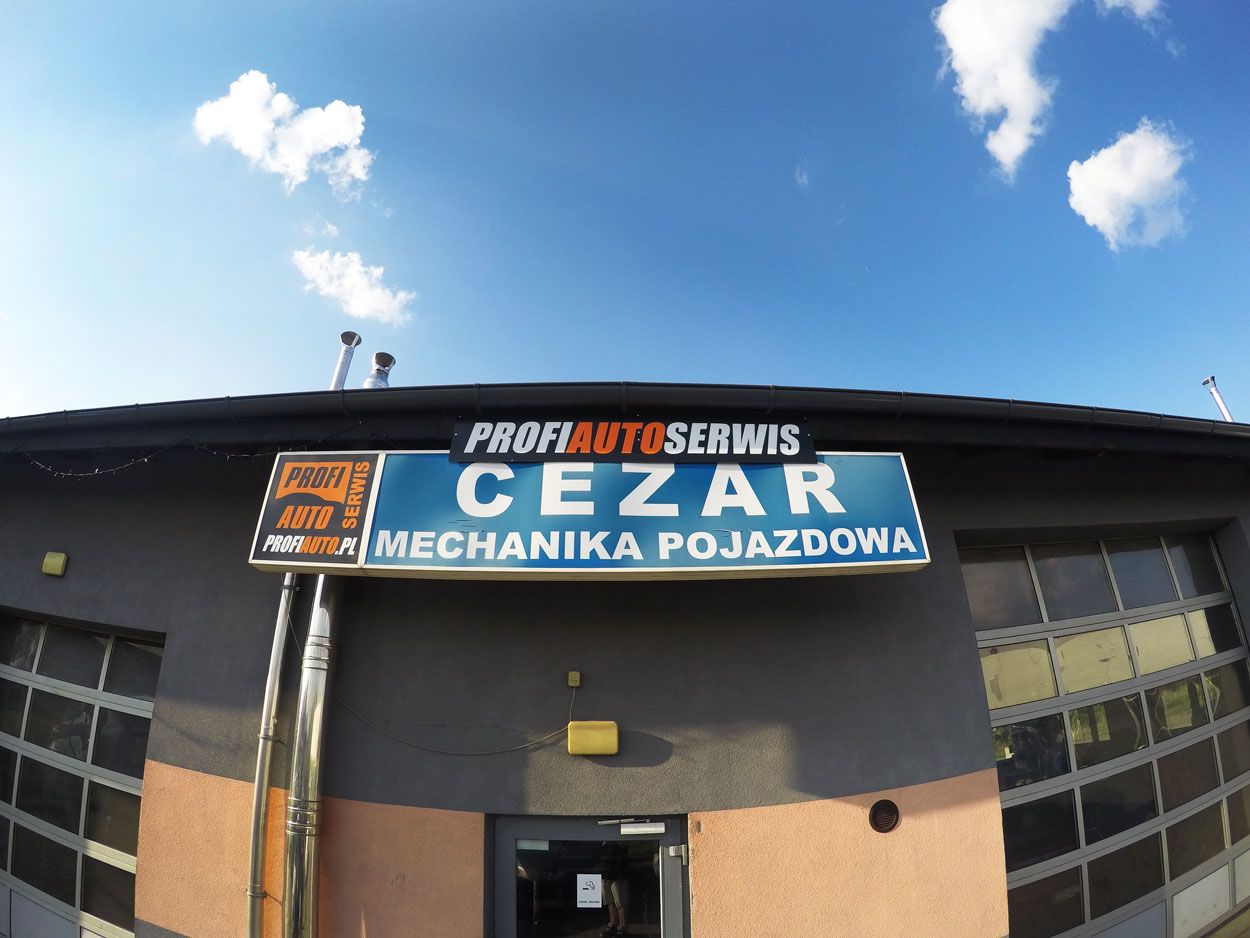 PROFIAUTOSERWIS
PROFI
AUTO
SERWIS
PROFIAUTO.PL
CEZAR
MECHANIKA POJAZDOWA